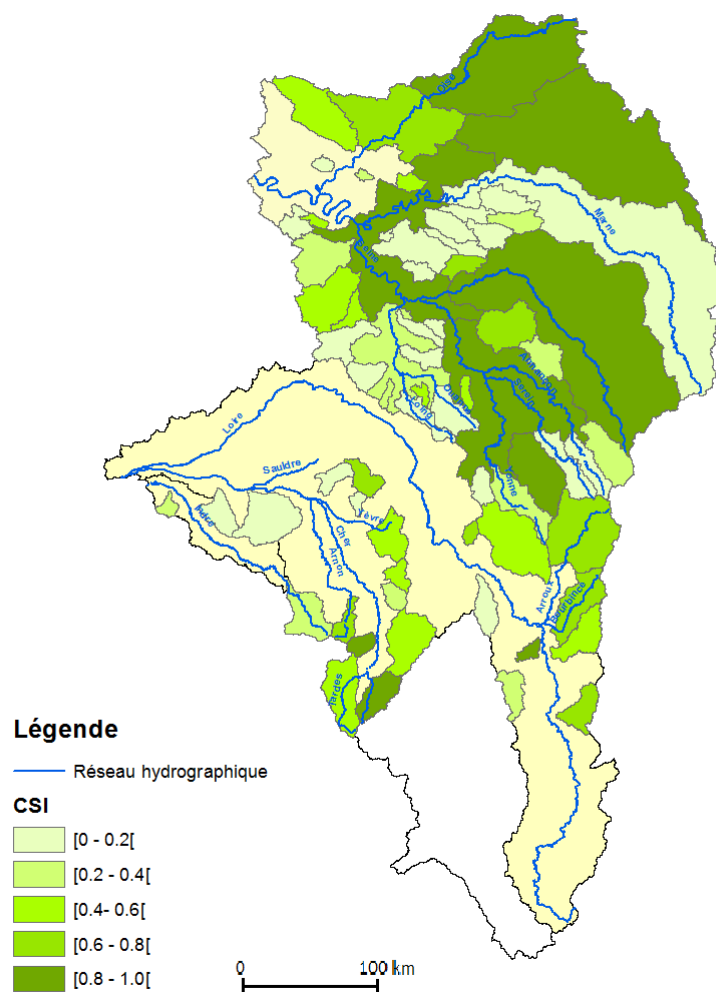 Oise
Marne
Seine
Armançon
Serein
Ouanne
Loing
Loire
Yonne
Sauldre
Indre
Yèvre
Cher
Arnon
Arroux
Bourbince
Tardes
Légende
Réseau hydrographique
CSI
[0 - 0.2[
[0.2 - 0.4[
[0.4- 0.6[
[0.6 - 0.8[
[0.8 - 1.0[
0 100 km